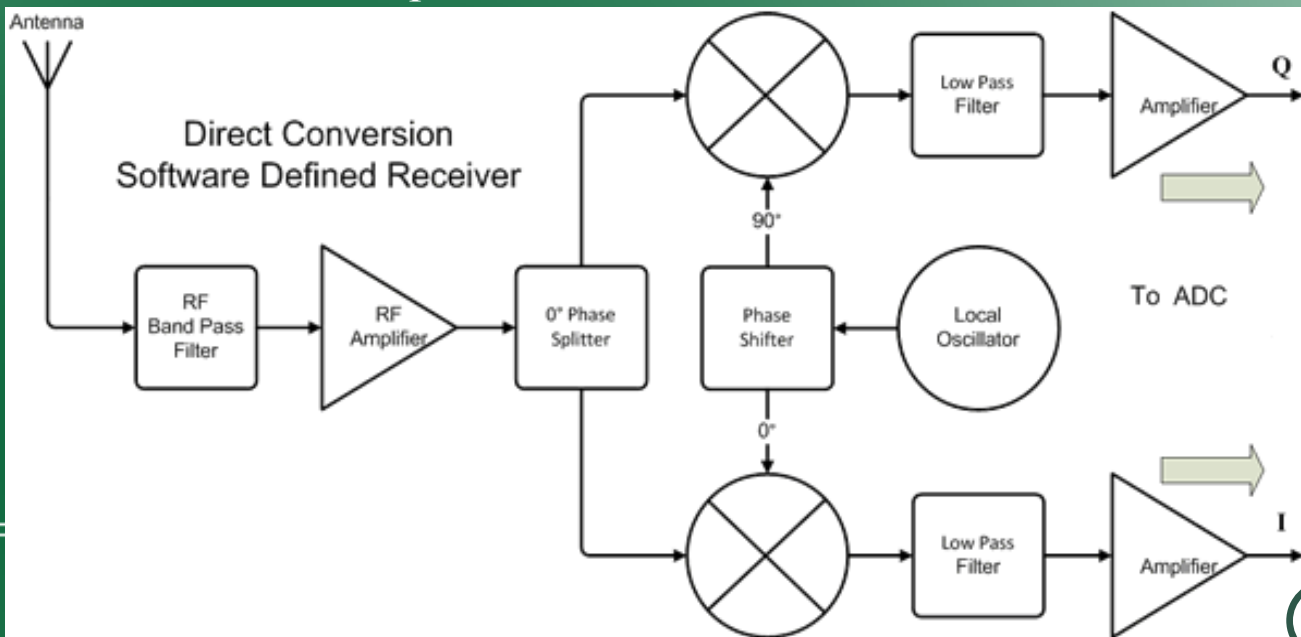 Antenna
Direct Conversion
Software Defined Receiver
RF
Band Pass
Filter
RF
Amplifier
0° Phase
Splitter
90°
Phase
Shifter
0°
Local
Oscillator
Low Pass
Filter
Amplifier
Q
To ADC
Low Pass
Filter
Amplifier
I